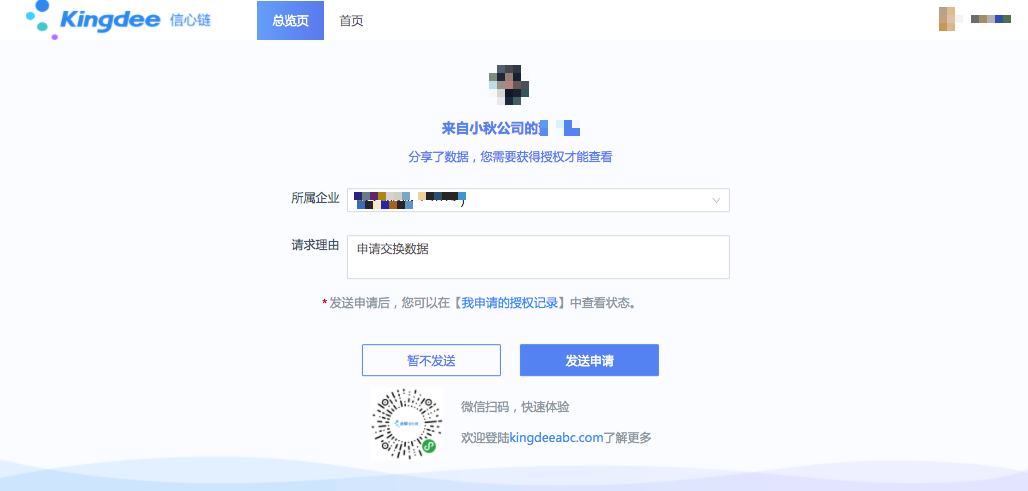 Kingdee 信心链 总览页 首页
来自小秋公司的
分享了数据，您需要获得授权才能查看
所属企业
请求理由 申请交换数据
*发送申请后，您可以在【我申请的授权记录】中查看状态。
暂不发送 发送申请
微信扫码，快速体验
欢迎登陆kingdeeabc.com了解更多